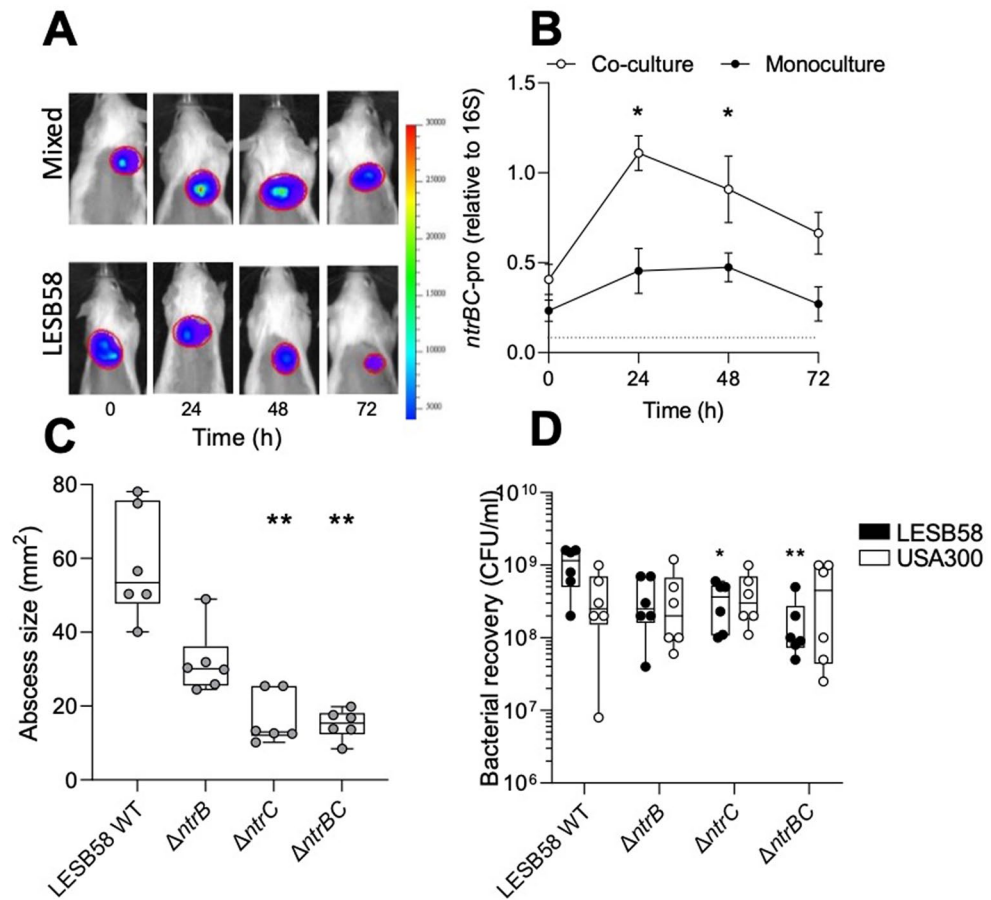 A
Mixed
LESB58
0 24 48 72
Time (h)
30000
25000
20000
15000
10000
5000
B
Co-culture Monoculture
ntrBC-pro (relative to 16S)
1.5
1.0
0.5
0.0
* *
0 24 48 72
Time (h)
C
Abscess size (mm²)
80
60
40
20
0
** **
LESB58 WT ΔntrB ΔntrC ΔntrBC
D
Bacterial recovery (CFU/ml)
10¹⁰
10⁹
10⁸
10⁷
10⁶
* **
LESB58 WT ΔntrB ΔntrC ΔntrBC
LESB58
USA300